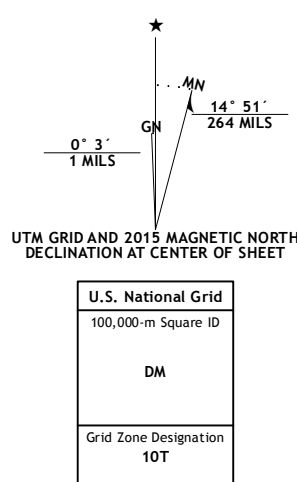 ★
MN
14° 51´
264 MILS
GN
0° 3´
1 MILS
UTM GRID AND 2015 MAGNETIC NORTH
DECLINATION AT CENTER OF SHEET
U.S. National Grid
100,000-m Square ID
DM
Grid Zone Designation
10T